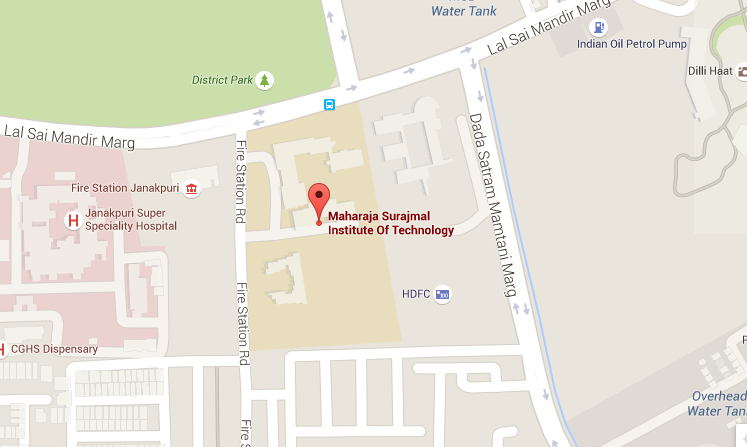 Water Tank
Lal Sai Mandir Marg
Indian Oil Petrol Pump
Dilli Haat
District Park
Lal Sai Mandir Marg
Fire Station Rd
Dada Satram Mamtani Marg
Fire Station Janakpuri
H
Janakpuri Super
Speciality Hospital
Maharaja Surajmal
Institute Of Technology
HDFC
Fire Station Rd
H
CGHS Dispensary
Overhead
Water Tan
Fire S